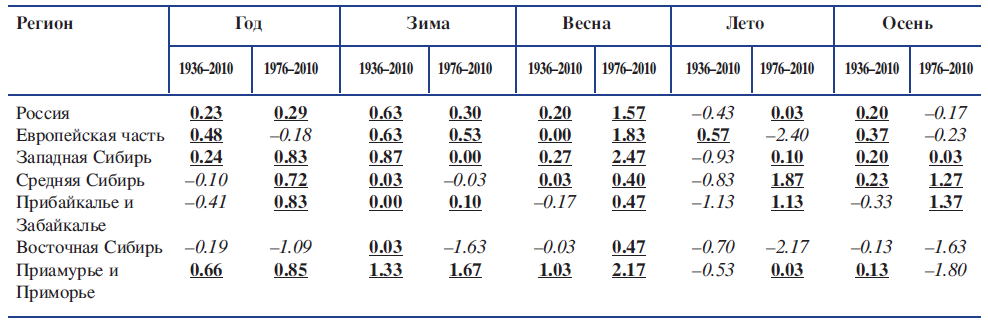 Регион Год Зима Весна Лето Осень
1936–2010 1976–2010 1936–2010 1976–2010 1936–2010 1976–2010 1936–2010 1976–2010 1936–2010 1976–2010
Россия 0.23 0.29 0.63 0.30 0.20 1.57 –0.43 0.03 0.20 –0.17
Европейская часть 0.48 –0.18 0.63 0.53 0.00 1.83 0.57 –2.40 0.37 –0.23
Западная Сибирь 0.24 0.83 0.87 0.00 0.27 2.47 –0.93 0.10 0.20 0.03
Средняя Сибирь –0.10 0.72 0.03 –0.03 0.03 0.40 –0.83 1.87 0.23 1.27
Прибайкалье и –0.41 0.83 0.00 0.10 –0.17 0.47 –1.13 1.13 –0.33 1.37
Забайкалье
Восточная Сибирь –0.19 –1.09 0.03 –1.63 –0.03 0.47 –0.70 –2.17 –0.13 –1.63
Приамурье и 0.66 0.85 1.33 1.67 1.03 2.17 –0.53 0.03 0.13 –1.80
Приморье